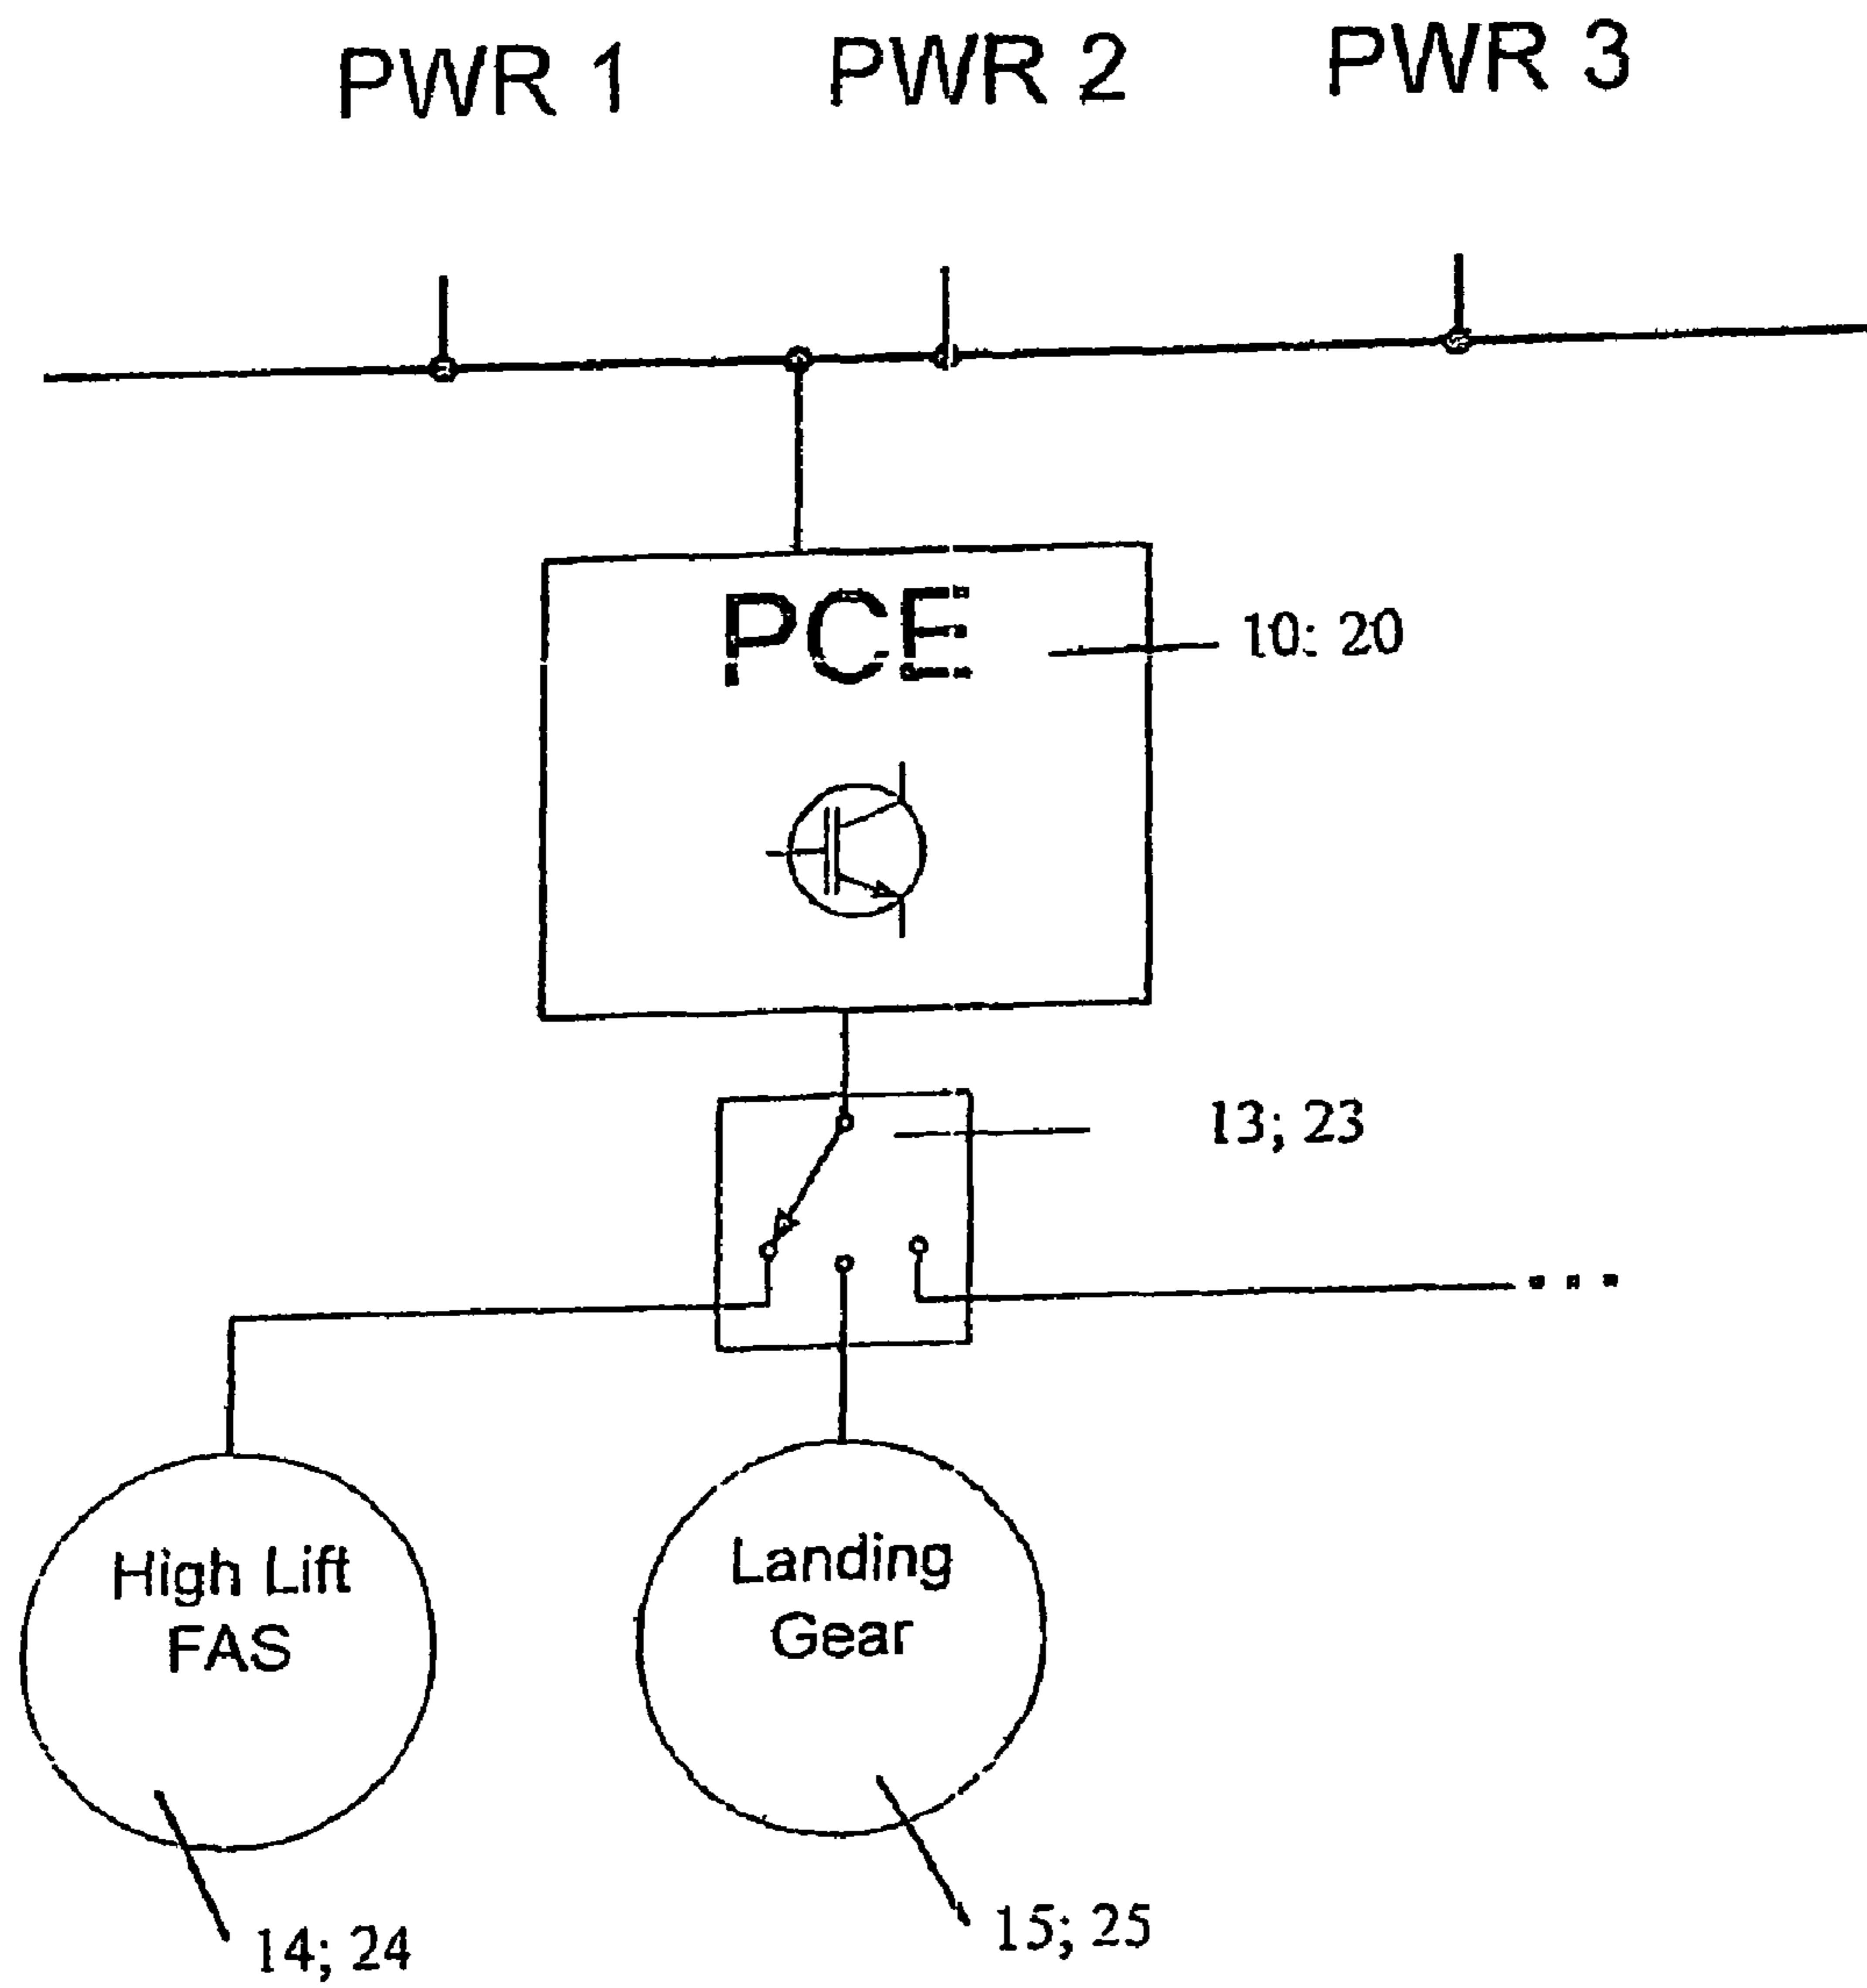 PWR 1
PWR 2
PWR 3
PCE
10; 20
13; 23
...
High Lift
FAS
Landing
Gear
14; 24
15; 25